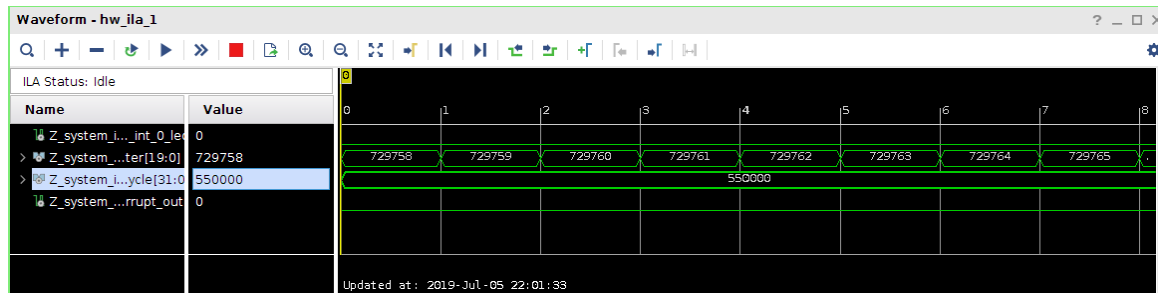 Waveform - hw_ila_1
? _ □ ×
ILA Status: Idle
Name Value
Z_system_i..._int_0_led 0
Z_system_...ter[19:0] 729758
Z_system_i...ycle[31:0 550000
Z_system_...rrupt_out 0
0
0 1 2 3 4 5 6 7 8
729758 729759 729760 729761 729762 729763 729764 729765 .
550000
Updated at: 2019-Jul-05 22:01:33